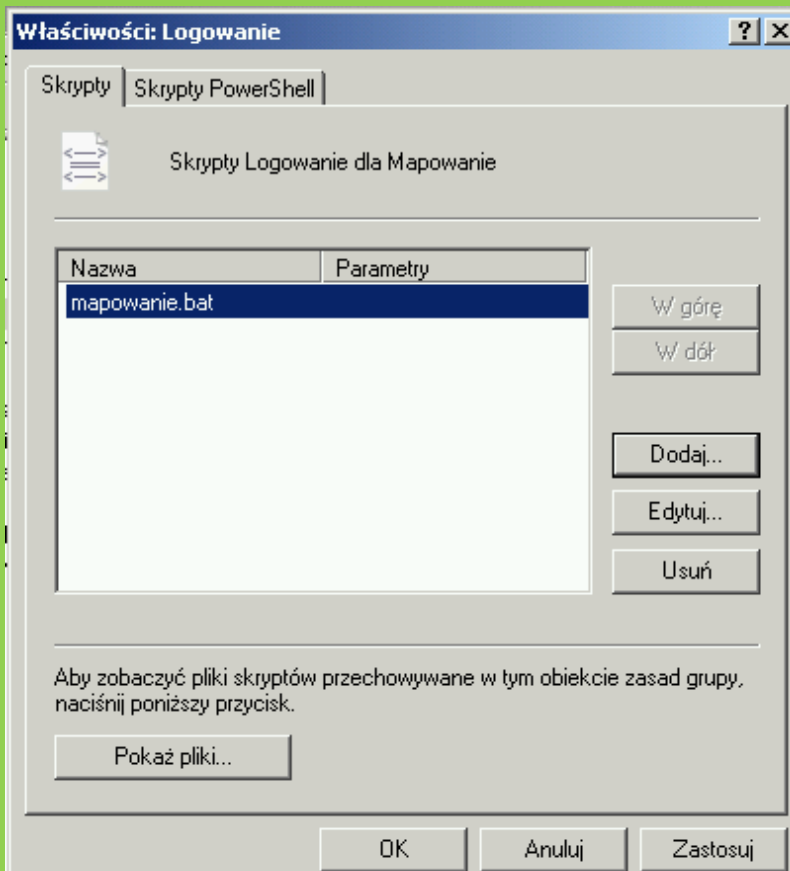 Właściwości: Logowanie
Skrypty
Skrypty PowerShell
Skrypty Logowanie dla Mapowanie
Nazwa
Parametry
mapowanie.bat
W górę
W dół
Dodaj...
Edytuj...
Usuń
Aby zobaczyć pliki skryptów przechowywane w tym obiekcie zasad grupy,
naciśnij poniższy przycisk.
Pokaż pliki...
OK
Anuluj
Zastosuj